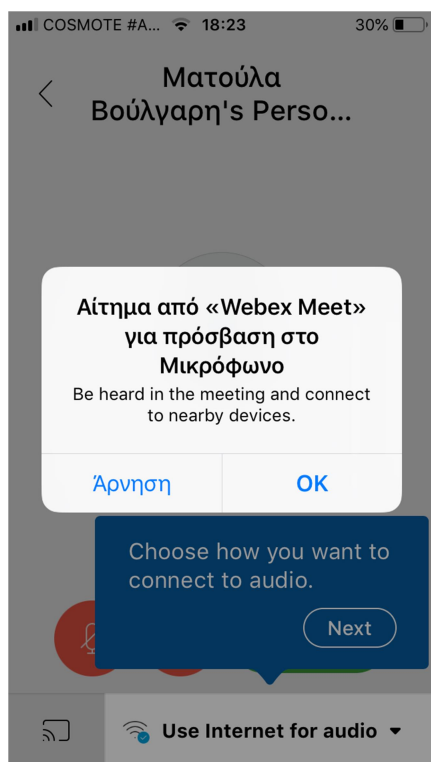 COSMOTE #A... 18:23 30%
Ματούλα
Βούλγαρη's Perso...
Αίτημα από «Webex Meet»
για πρόσβαση στο
Μικρόφωνο
Be heard in the meeting and connect
to nearby devices.
Άρνηση OK
Choose how you want to
connect to audio.
Next
Use Internet for audio